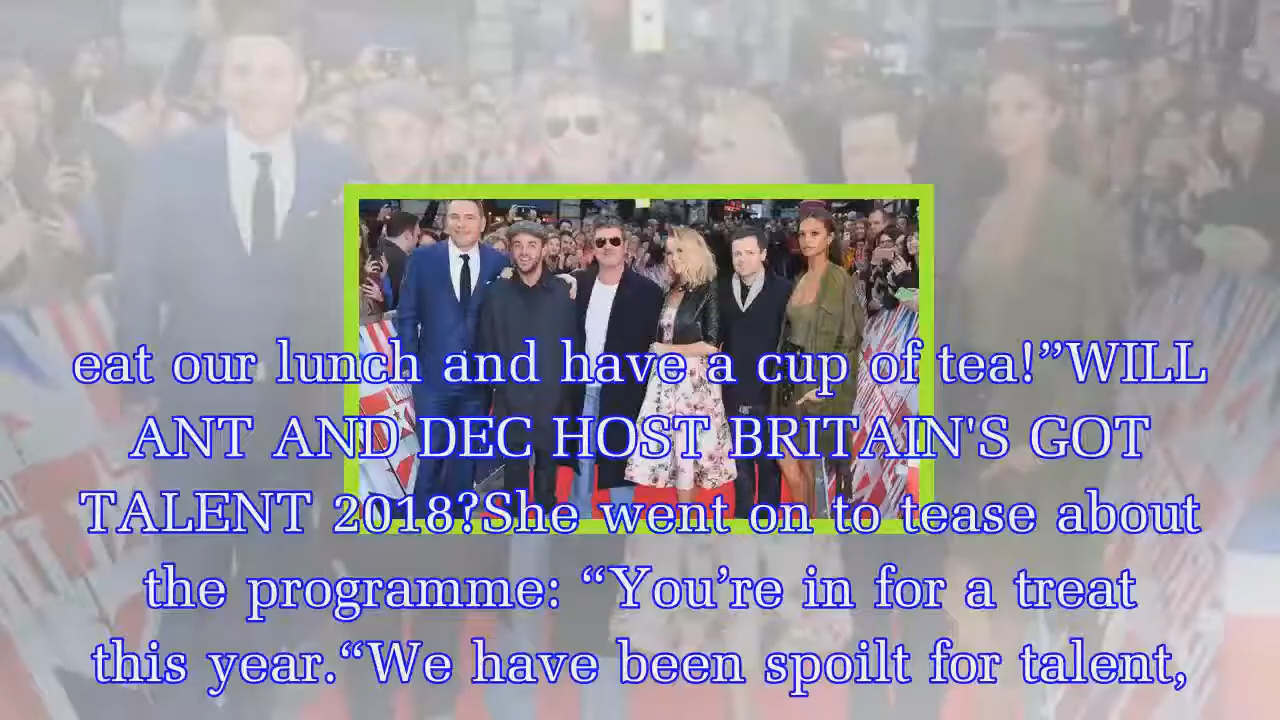 eat our lunch and have a cup of tea!”WILL
ANT AND DEC HOST BRITAIN'S GOT
TALENT 2018?She went on to tease about
the programme: “You’re in for a treat
this year.“We have been spoilt for talent,